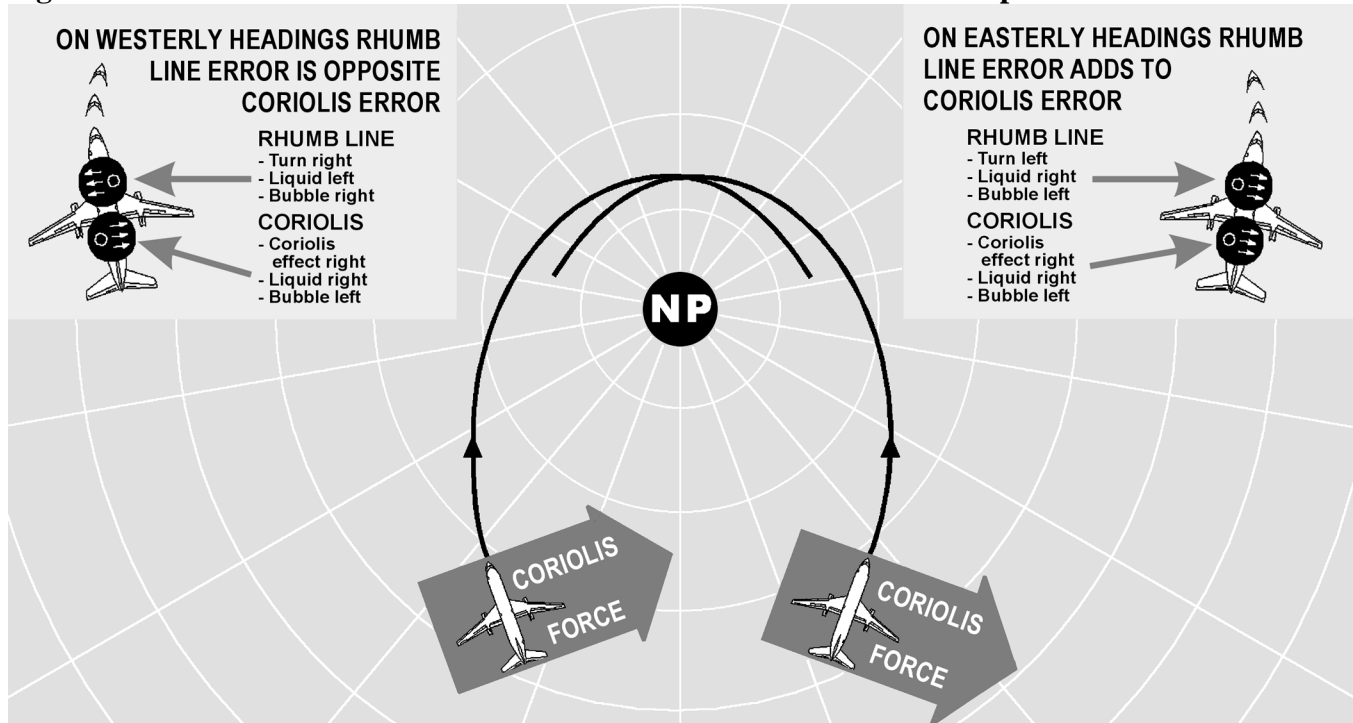 ON WESTERLY HEADINGS RHUMB
LINE ERROR IS OPPOSITE
CORIOLIS ERROR
RHUMB LINE
- Turn right
- Liquid left
- Bubble right
CORIOLIS
- Coriolis
effect right
- Liquid right
- Bubble left
ON EASTERLY HEADINGS RHUMB
LINE ERROR ADDS TO
CORIOLIS ERROR
RHUMB LINE
- Turn left
- Liquid right
- Bubble left
CORIOLIS
- Coriolis
effect right
- Liquid right
- Bubble left
NP
CORIOLIS
FORCE
CORIOLIS
FORCE